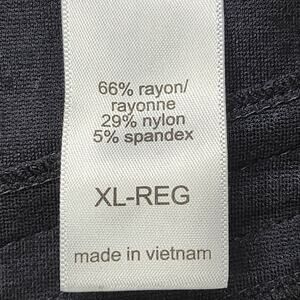 66% rayon/
rayonne
29% nylon
5% spandex
XL-REG
made in vietnam